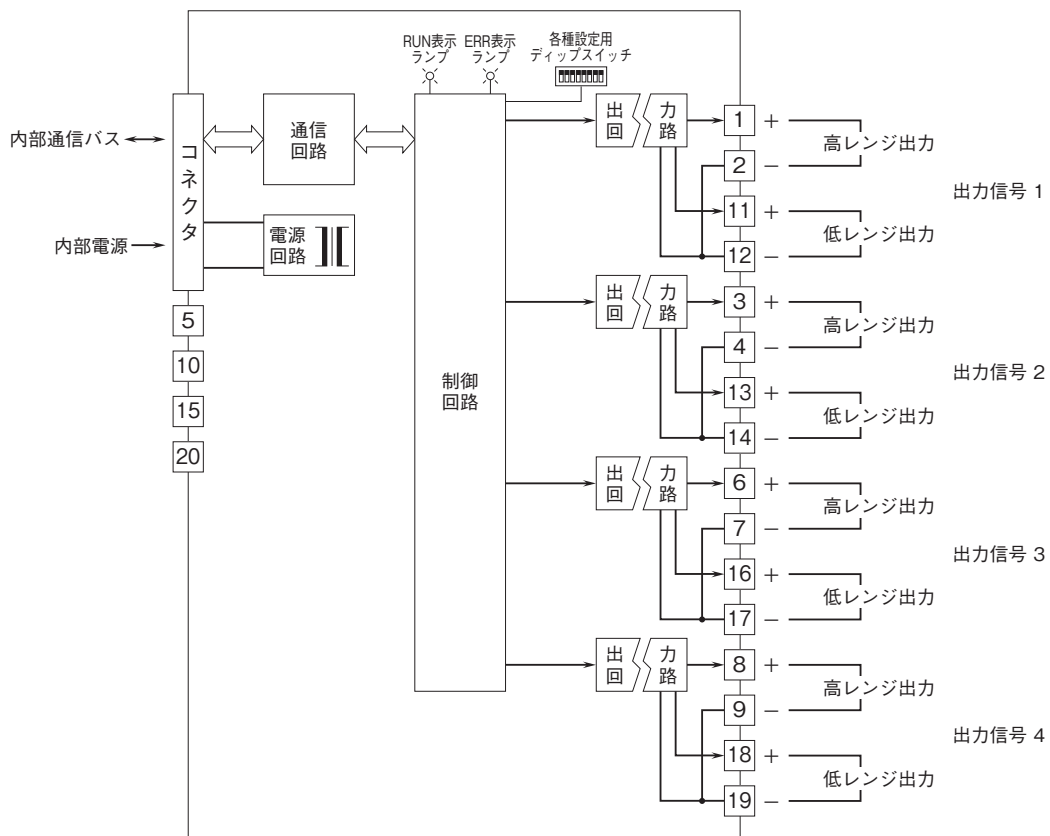 RUN表示
ランプ
ERR表示
ランプ
各種設定用
ディップスイッチ
内部通信バス
コネクタ
通信
回路
内部電源
電源
回路
5
10
15
20
制御
回路
出力
回路
1 +
高レンジ出力
2 −
出力信号 1
11 +
低レンジ出力
12 −
出力
回路
3 +
高レンジ出力
4 −
出力信号 2
13 +
低レンジ出力
14 −
出力
回路
6 +
高レンジ出力
7 −
出力信号 3
16 +
低レンジ出力
17 −
出力
回路
8 +
高レンジ出力
9 −
出力信号 4
18 +
低レンジ出力
19 −